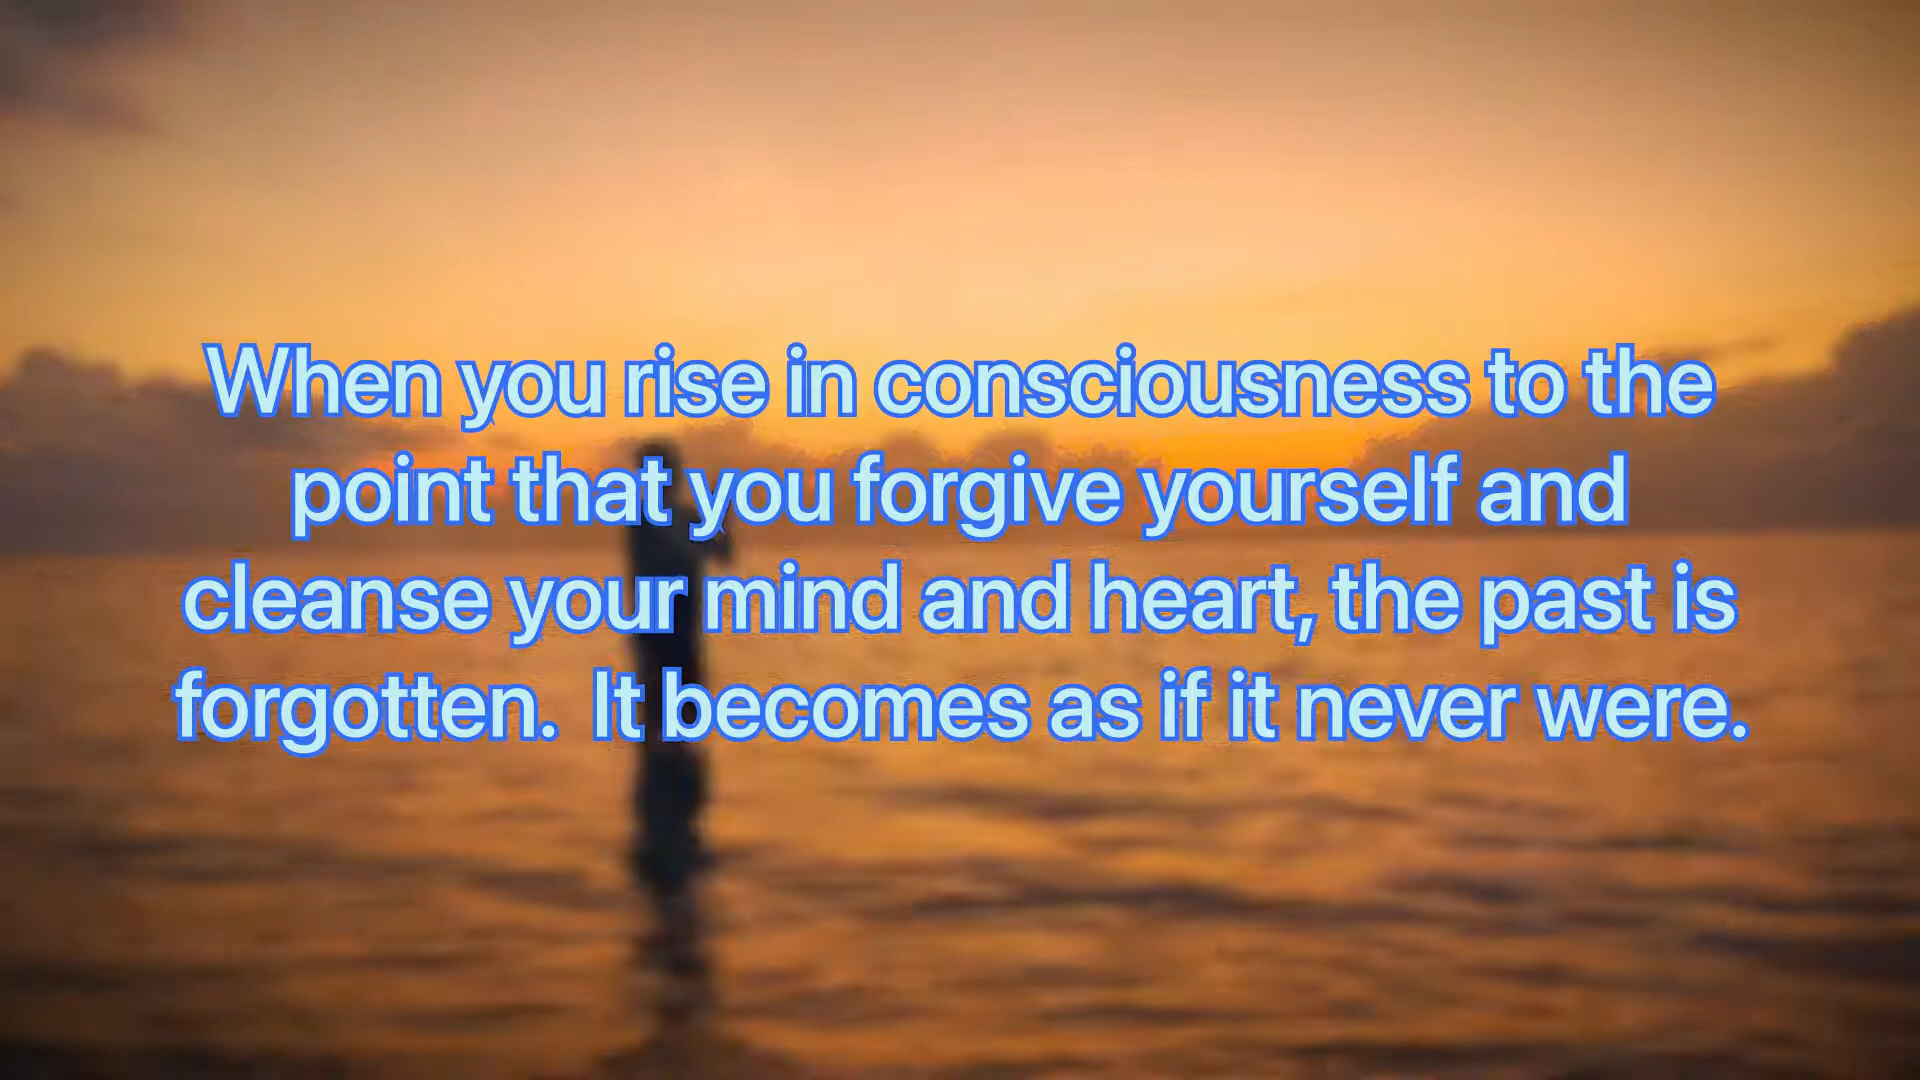 When you rise in consciousness to the
point that you forgive yourself and
cleanse your mind and heart, the past is
forgotten.  It becomes as if it never were.